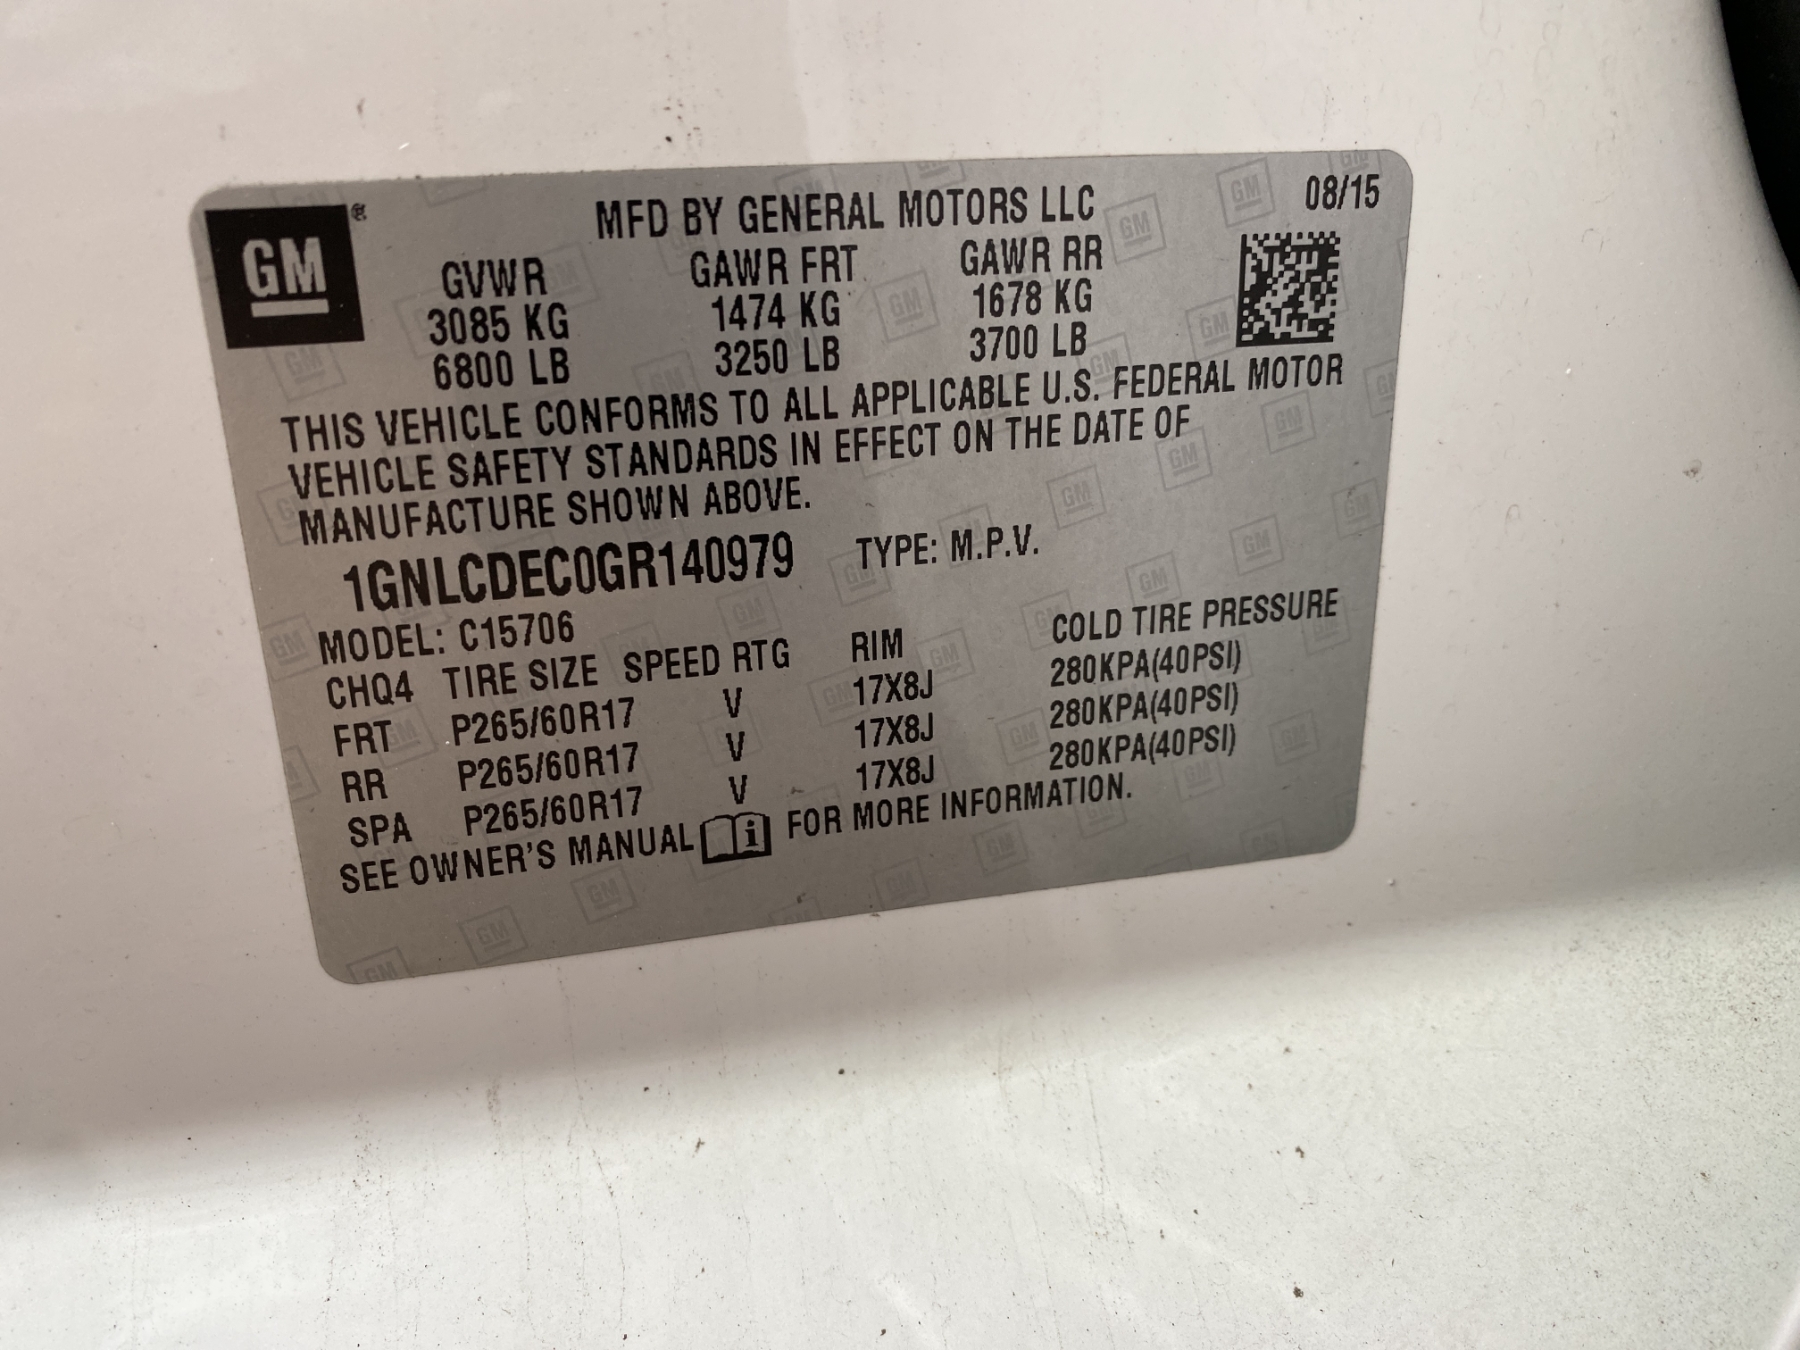 GM ®
MFD BY GENERAL MOTORS LLC 08/15
GVWR GAWR FRT GAWR RR
3085 KG 1474 KG 1678 KG
6800 LB 3250 LB 3700 LB
THIS VEHICLE CONFORMS TO ALL APPLICABLE U.S. FEDERAL MOTOR
VEHICLE SAFETY STANDARDS IN EFFECT ON THE DATE OF
MANUFACTURE SHOWN ABOVE.
1GNLCDEC0GR140979 TYPE: M.P.V.
MODEL: C15706
CHQ4 TIRE SIZE SPEED RTG RIM COLD TIRE PRESSURE
FRT P265/60R17 V 17X8J 280KPA(40PSI)
RR P265/60R17 V 17X8J 280KPA(40PSI)
SPA P265/60R17 V 17X8J 280KPA(40PSI)
SEE OWNER'S MANUAL i FOR MORE INFORMATION.